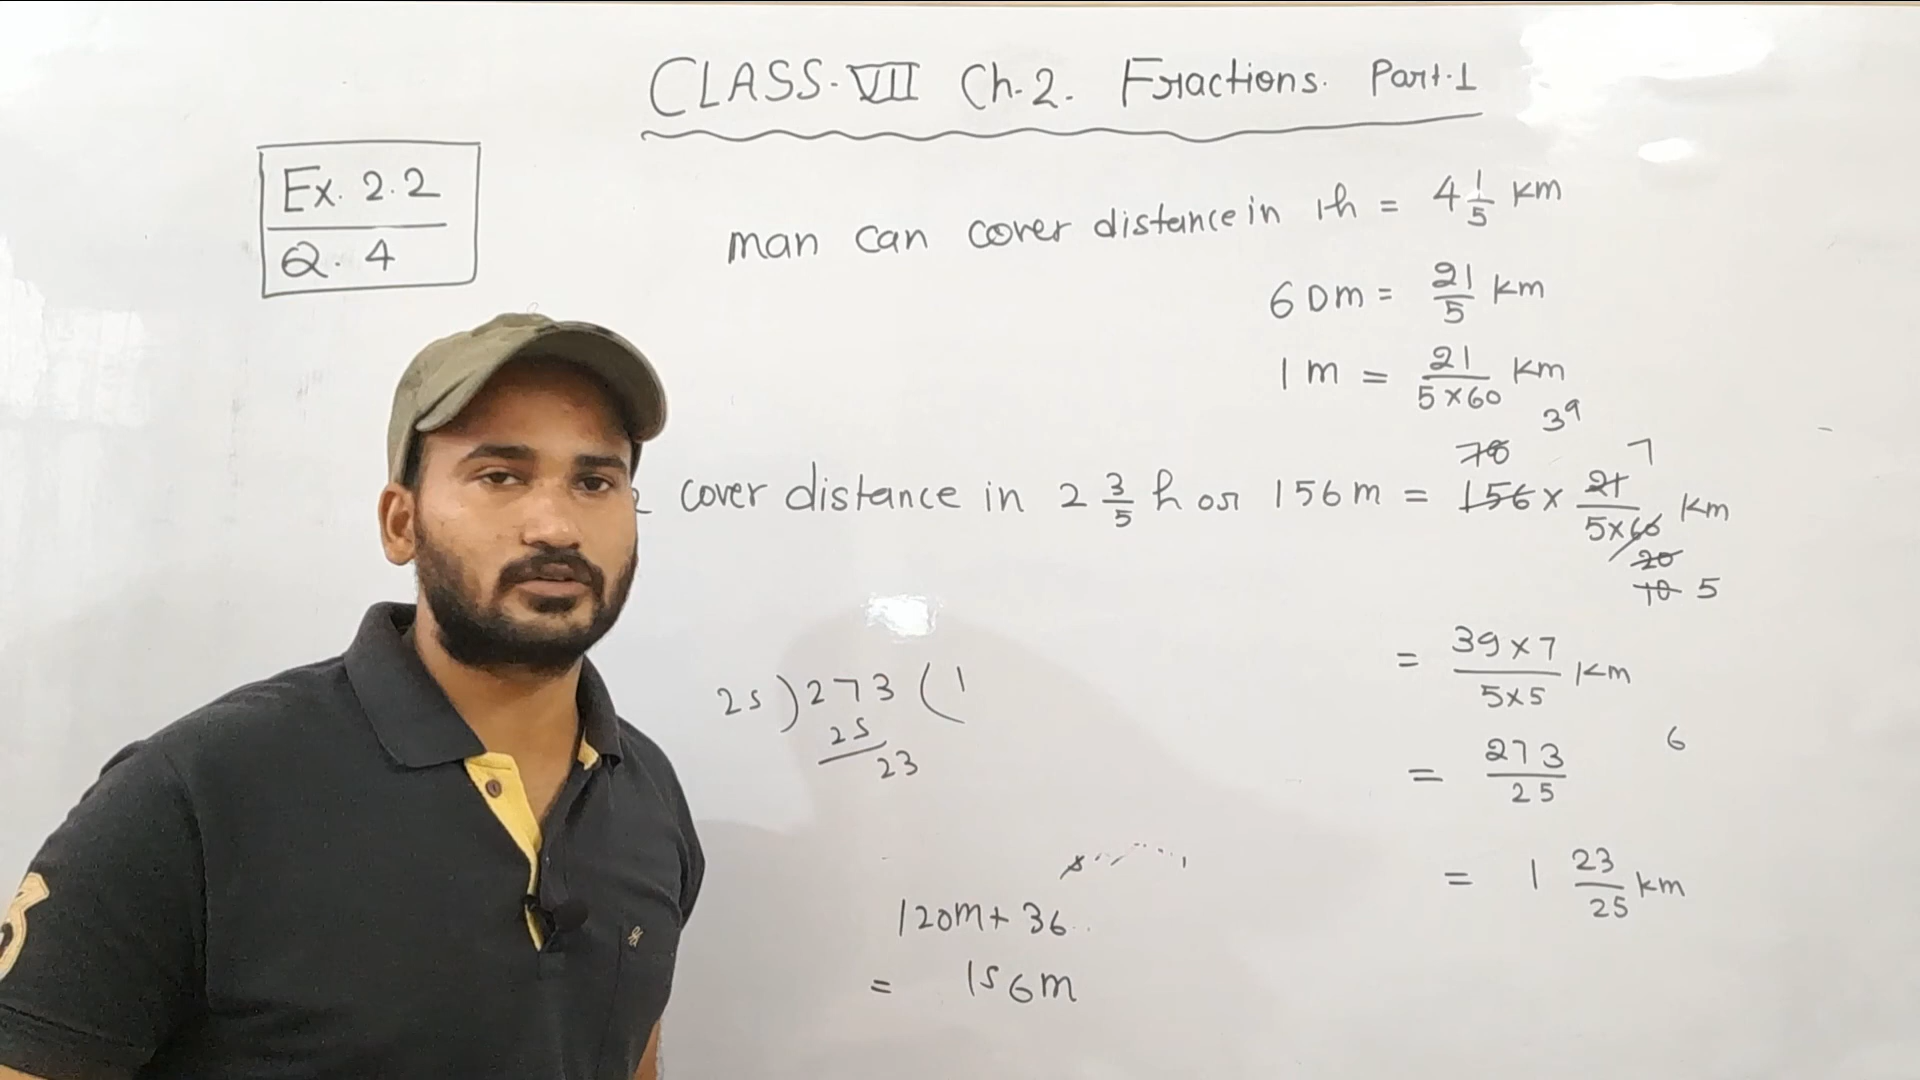 CLASS-VII Ch.2. Fractions. Part.1
Ex. 2.2
Q. 4
man can cover distance in 1h = 4 1/5 km
60m = 21/5 km
1m = 21/(5×60) km
39
78 7
cover distance in 2 3/5 h or 156m = 156 × 21/(5×60) km
20
10 5
= (39×7)/(5×5) km
25)273(1
25
23
= 273/25
6
= 1 23/25 km
120m+36
= 156m